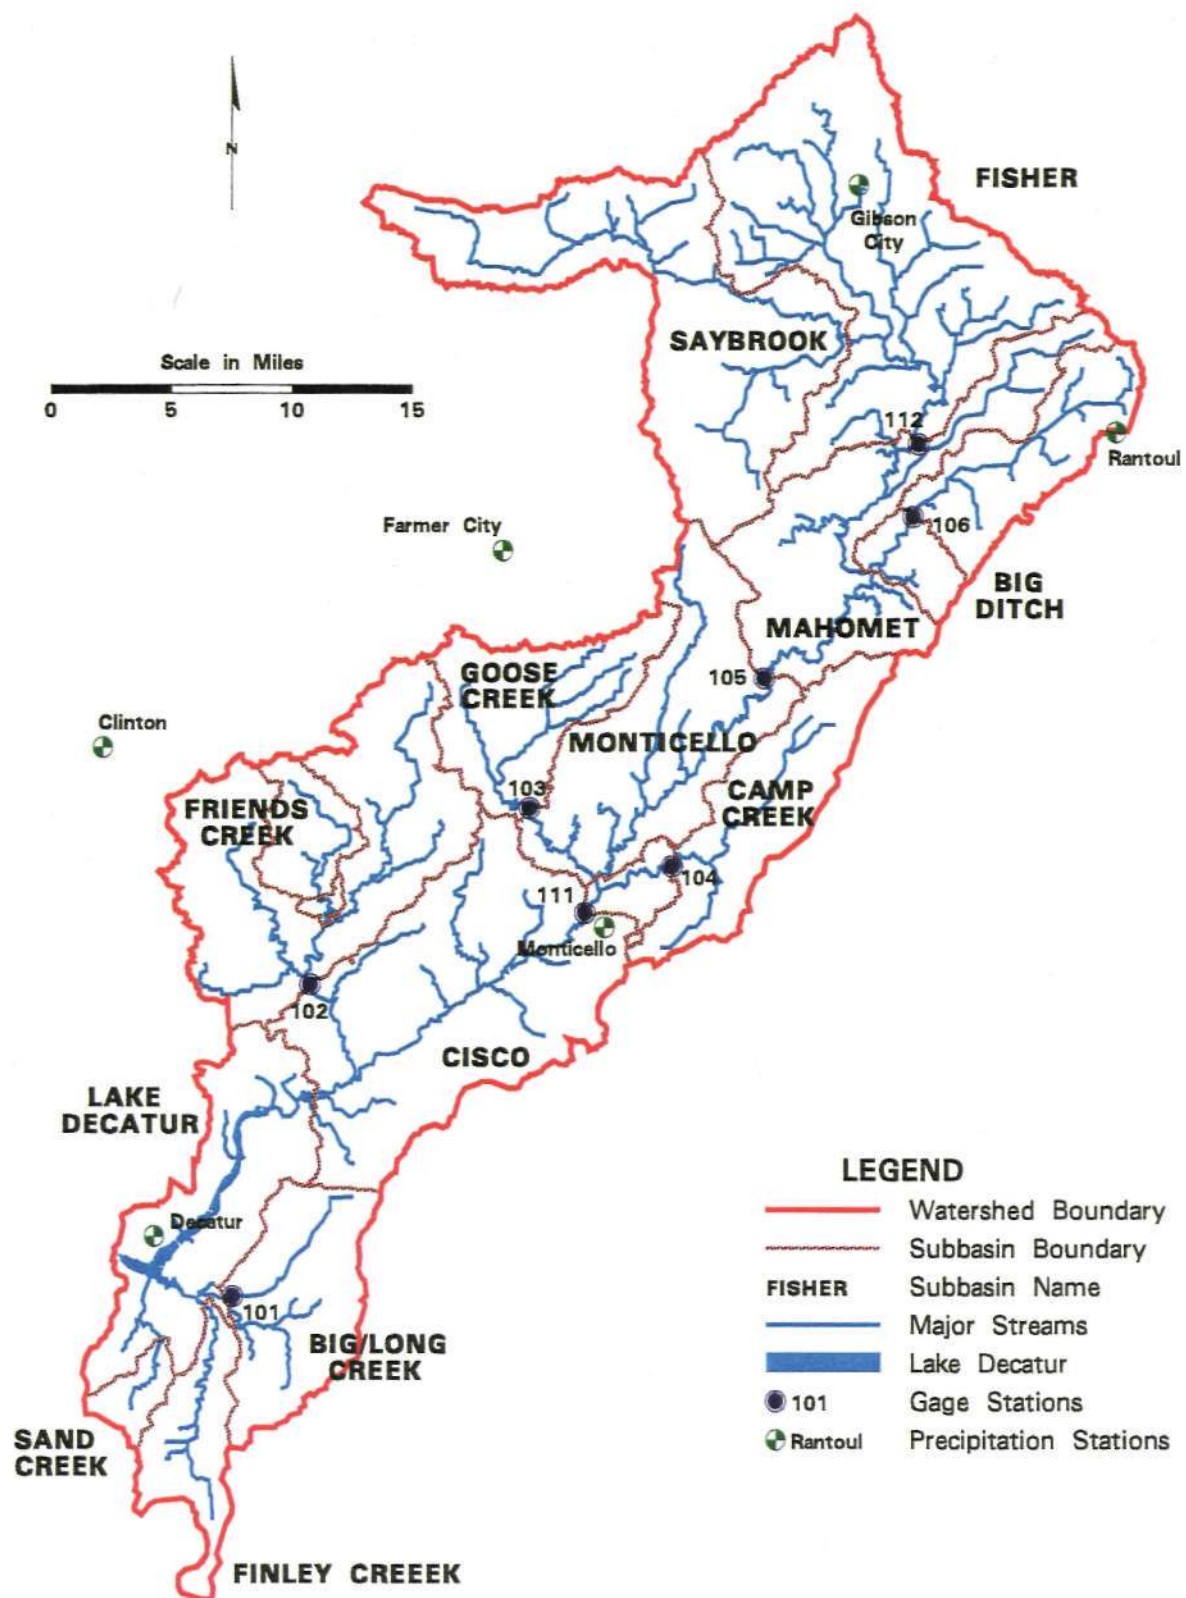 N
FISHER
Gibson
City
SAYBROOK
Scale in Miles
0 5 10 15
112
Rantoul
Farmer City
106
BIG
DITCH
MAHOMET
GOOSE
CREEK
105
Clinton
MONTICELLO
103
CAMP
CREEK
FRIENDS
CREEK
104
111
Monticello
102
CISCO
LAKE
DECATUR
Decatur
101
BIG/LONG
CREEK
SAND
CREEK
FINLEY CREEEK
LEGEND
Watershed Boundary
Subbasin Boundary
FISHER Subbasin Name
Major Streams
Lake Decatur
101 Gage Stations
Rantoul Precipitation Stations